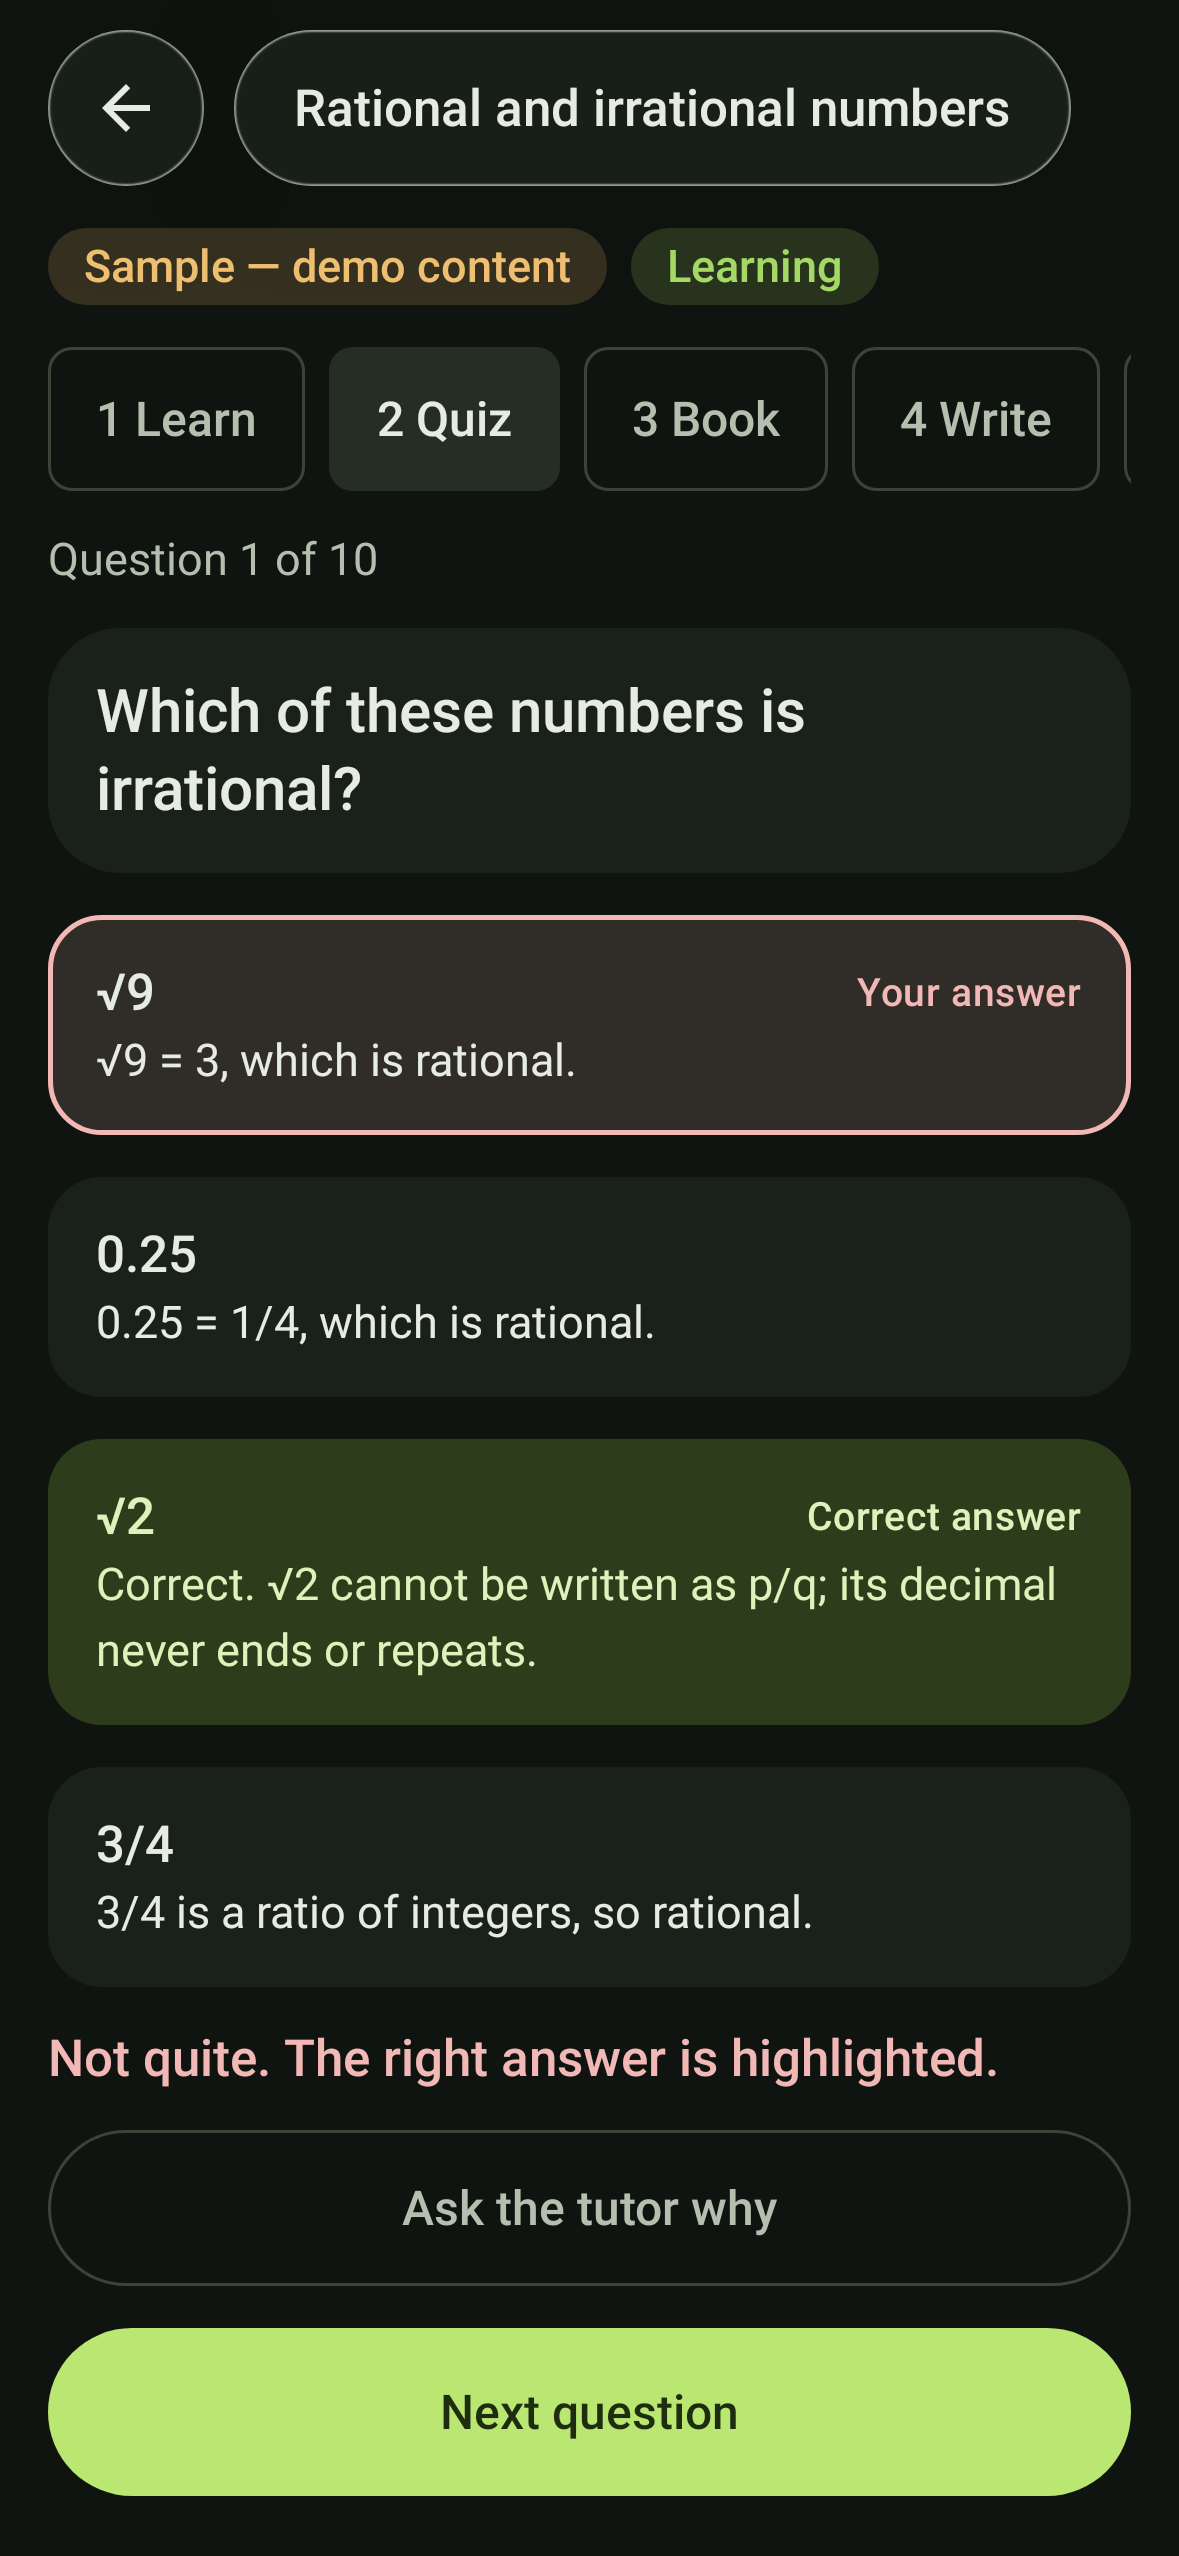 Rational and irrational numbers
Sample — demo content
Learning
1 Learn
2 Quiz
3 Book
4 Write
Question 1 of 10
Which of these numbers is
irrational?
√9
Your answer
√9 = 3, which is rational.
0.25
0.25 = 1/4, which is rational.
√2
Correct answer
Correct. √2 cannot be written as p/q; its decimal
never ends or repeats.
3/4
3/4 is a ratio of integers, so rational.
Not quite. The right answer is highlighted.
Ask the tutor why
Next question